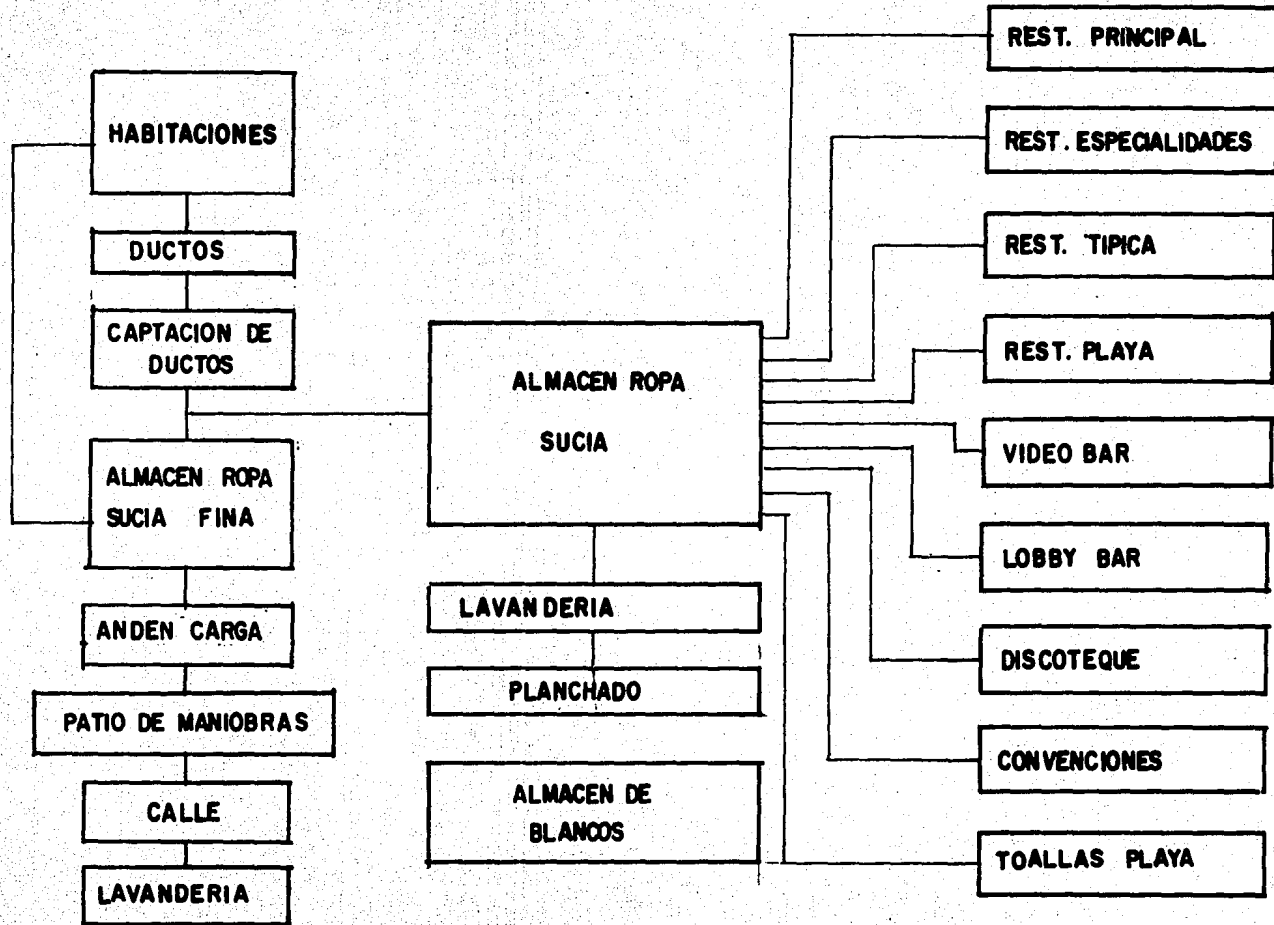 HABITACIONES
DUCTOS
CAPTACION DE
DUCTOS
ALMACEN ROPA
SUCIA FINA
ANDEN CARGA
PATIO DE MANIOBRAS
CALLE
LAVANDERIA
ALMACEN ROPA
SUCIA
LAVANDERIA
PLANCHADO
ALMACEN DE
BLANCOS
REST. PRINCIPAL
REST. ESPECIALIDADES
REST. TIPICA
REST. PLAYA
VIDEO BAR
LOBBY BAR
DISCOTEQUE
CONVENCIONES
TOALLAS PLAYA